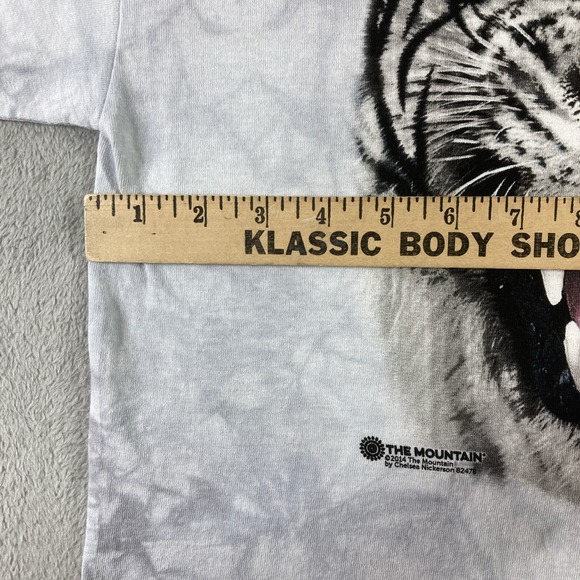 1 2 3 4 5 6 7 8
KLASSIC BODY SHO
THE MOUNTAIN
©2014 The Mountain
by Chelsea Nickerson 82478